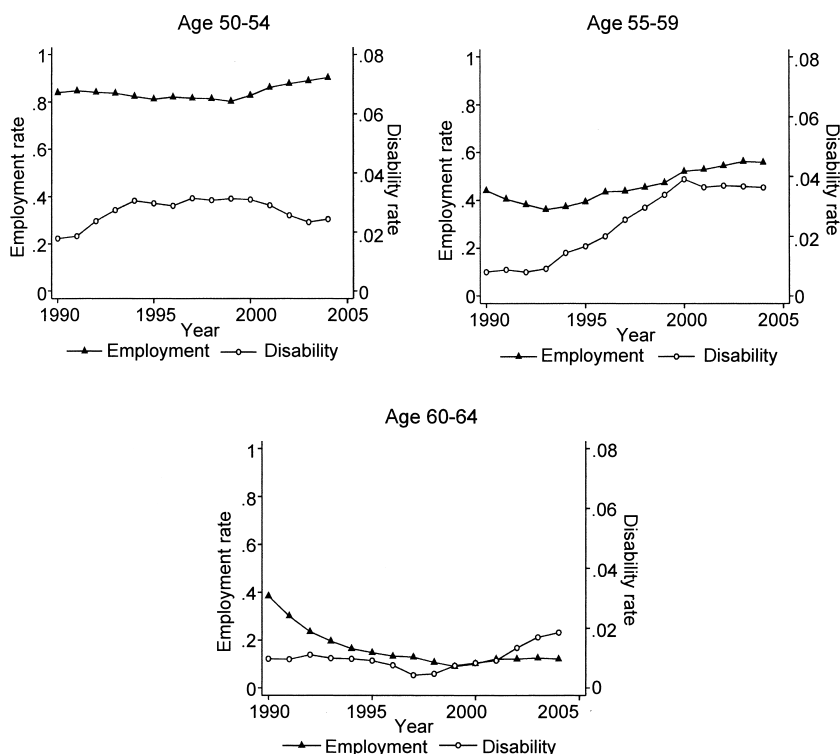 Age 50-54
1
.8
.6
.4
.2
0
Employment rate
.08
.06
.04
.02
0
Disability rate
1990
1995
2000
2005
Year
Employment
Disability
Age 55-59
1
.8
.6
.4
.2
0
Employment rate
.08
.06
.04
.02
0
Disability rate
1990
1995
2000
2005
Year
Employment
Disability
Age 60-64
1
.8
.6
.4
.2
0
Employment rate
.08
.06
.04
.02
0
Disability rate
1990
1995
2000
2005
Year
Employment
Disability